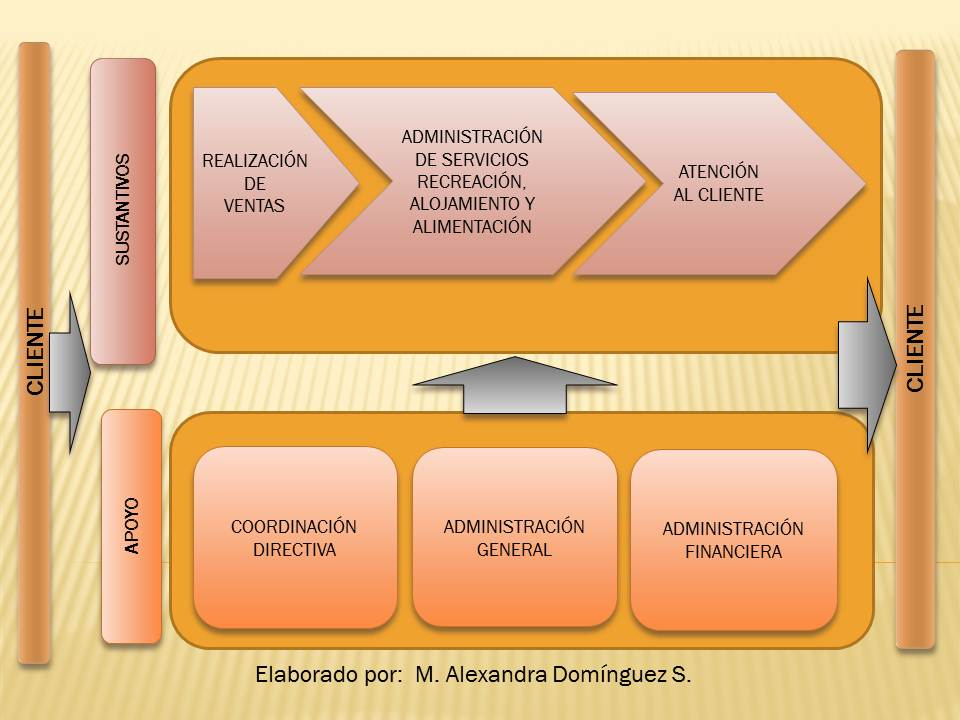 CLIENTE
SUSTANTIVOS
REALIZACIÓN
DE
VENTAS
ADMINISTRACIÓN
DE SERVICIOS
RECREACIÓN,
ALOJAMIENTO Y
ALIMENTACIÓN
ATENCIÓN
AL CLIENTE
CLIENTE
APOYO
COORDINACIÓN
DIRECTIVA
ADMINISTRACIÓN
GENERAL
ADMINISTRACIÓN
FINANCIERA
Elaborado por:  M. Alexandra Domínguez S.